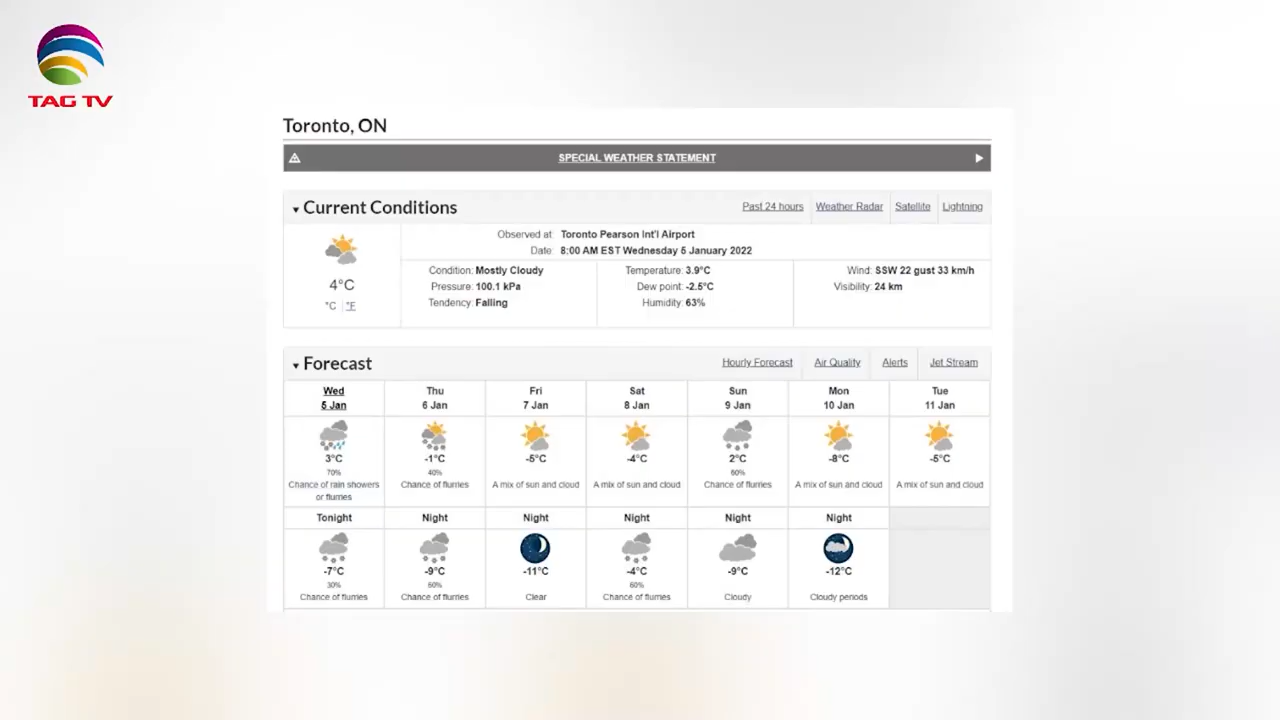 TAG TV
Toronto, ON
SPECIAL WEATHER STATEMENT
Current Conditions
Past 24 hours
Weather Radar
Satellite
Lightning
4°C
°C | °F
Observed at: Toronto Pearson Int'l Airport
Date: 8:00 AM EST Wednesday 5 January 2022
Condition: Mostly Cloudy
Pressure: 100.1 kPa
Tendency: Falling
Temperature: 3.9°C
Dew point: -2.5°C
Humidity: 63%
Wind: SSW 22 gust 33 km/h
Visibility: 24 km
Forecast
Hourly Forecast
Air Quality
Alerts
Jet Stream
Wed
5 Jan
3°C
70%
Chance of rain showers
or flurries
Tonight
-7°C
30%
Chance of flurries
Thu
6 Jan
-1°C
40%
Chance of flurries
Night
-9°C
60%
Chance of flurries
Fri
7 Jan
-5°C
A mix of sun and cloud
Night
-11°C
Clear
Sat
8 Jan
-4°C
A mix of sun and cloud
Night
-4°C
60%
Chance of flurries
Sun
9 Jan
2°C
60%
Chance of flurries
Night
-9°C
Cloudy
Mon
10 Jan
-8°C
A mix of sun and cloud
Night
-12°C
Cloudy periods
Tue
11 Jan
-5°C
A mix of sun and cloud